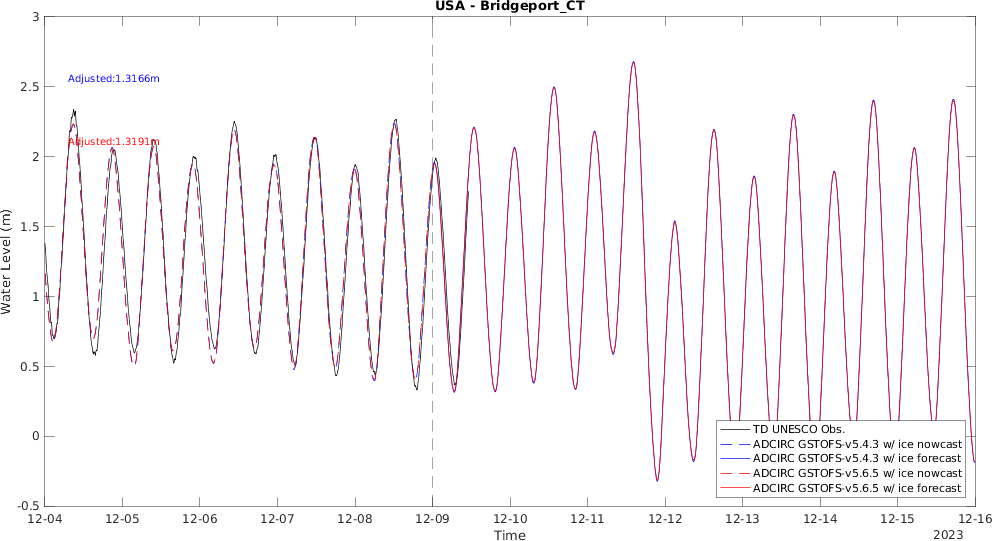 USA - Bridgeport_CT
3
2.5
2
1.5
1
0.5
0
-0.5
Water Level (m)
Adjusted:1.3166m
Adjusted:1.3191m
TD UNESCO Obs.
ADCIRC GSTOFS-v5.4.3 w/ ice nowcast
ADCIRC GSTOFS-v5.4.3 w/ ice forecast
ADCIRC GSTOFS-v5.6.5 w/ ice nowcast
ADCIRC GSTOFS-v5.6.5 w/ ice forecast
12-04 12-05 12-06 12-07 12-08 12-09 12-10 12-11 12-12 12-13 12-14 12-15 12-16
Time
2023